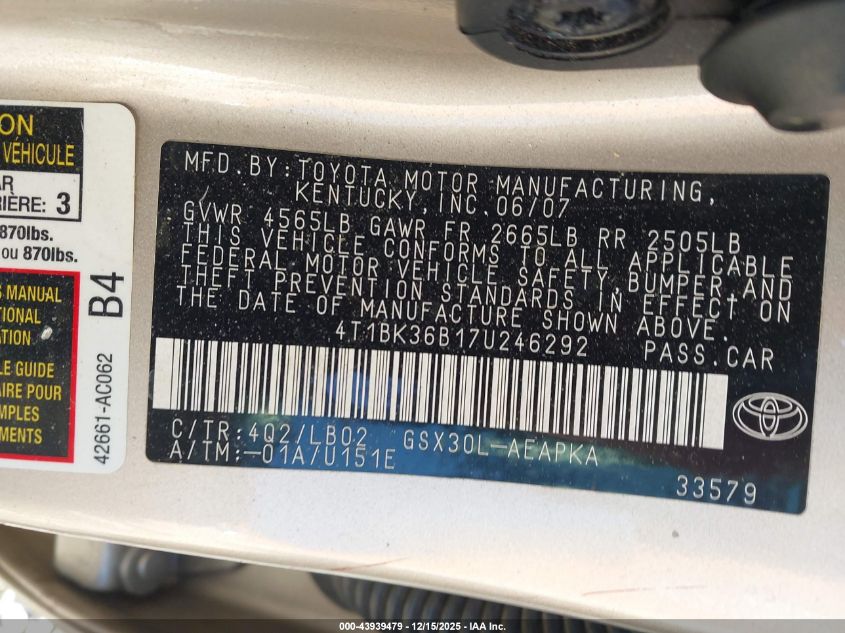 ON
VÉHICULE
AR
RIÈRE: 3
870lbs.
ou 870lbs.
S MANUAL
TIONAL
ATION
LE GUIDE
AIRE POUR
MPLES
MENTS
B4
42661-AC062
MFD.BY:TOYOTA MOTOR MANUFACTURING,
KENTUCKY,INC.06/07
GVWR 4565LB GAWR FR 2665LB RR 2505LB
THIS VEHICLE CONFORMS TO ALL APPLICABLE
FEDERAL MOTOR VEHICLE SAFETY,BUMPER,AND
THEFT PREVENTION STANDARDS IN EFFECT ON
THE DATE OF MANUFACTURE SHOWN ABOVE.
4T1BK36B17U246292 PASS.CAR
C/TR:4Q2/LB02 GSX30L-AEAPKA
A/TM:-01A/U151E
33579
000-43939479 - 12/15/2025 - IAA Inc.